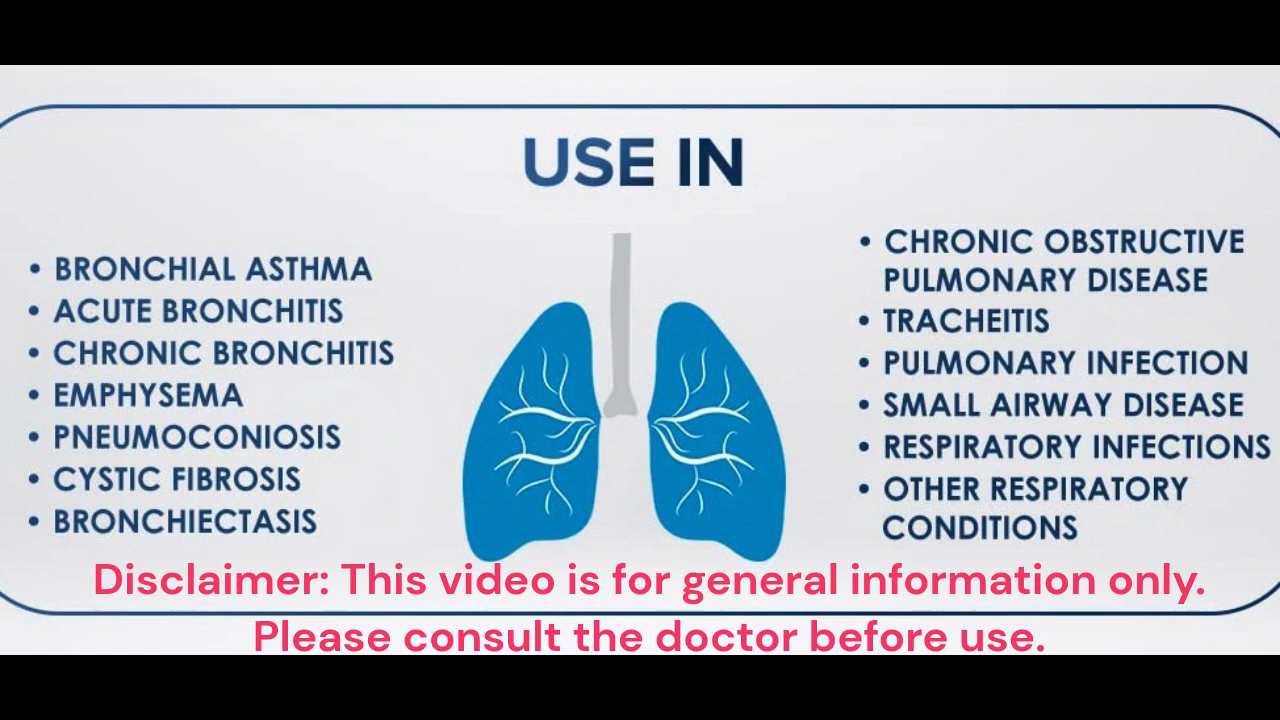 USE IN
• BRONCHIAL ASTHMA
• ACUTE BRONCHITIS
• CHRONIC BRONCHITIS
• EMPHYSEMA
• PNEUMOCONIOSIS
• CYSTIC FIBROSIS
• BRONCHIECTASIS
• CHRONIC OBSTRUCTIVE
PULMONARY DISEASE
• TRACHEITIS
• PULMONARY INFECTION
• SMALL AIRWAY DISEASE
• RESPIRATORY INFECTIONS
• OTHER RESPIRATORY
CONDITIONS
Disclaimer: This video is for general information only.
Please consult the doctor before use.